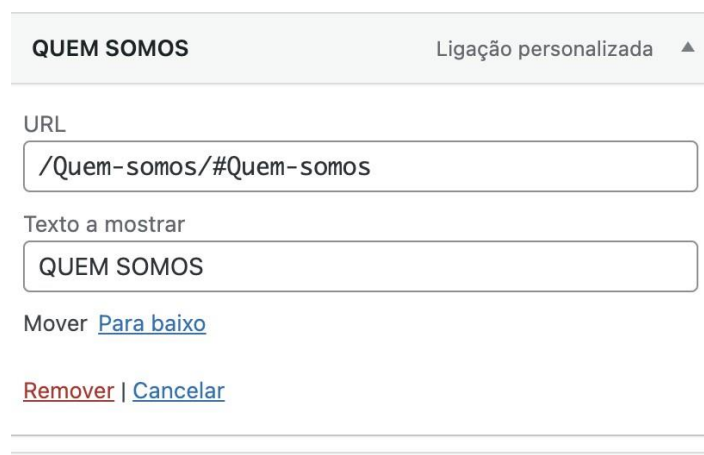 QUEM SOMOS Ligação personalizada ▲
URL
/Quem-somos/#Quem-somos
Texto a mostrar
QUEM SOMOS
Mover Para baixo
Remover | Cancelar